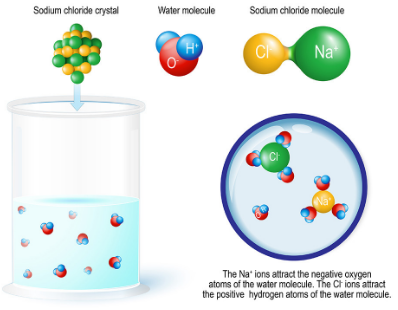 Sodium chloride crystal
Water molecule
Sodium chloride molecule
O⁻
H⁺
Cl⁻
Na⁺
Cl⁻
Na⁺
The Na⁺ ions attract the negative oxygen
atoms of the water molecule. The Cl⁻ ions attract
the positive hydrogen atoms of the water molecule.